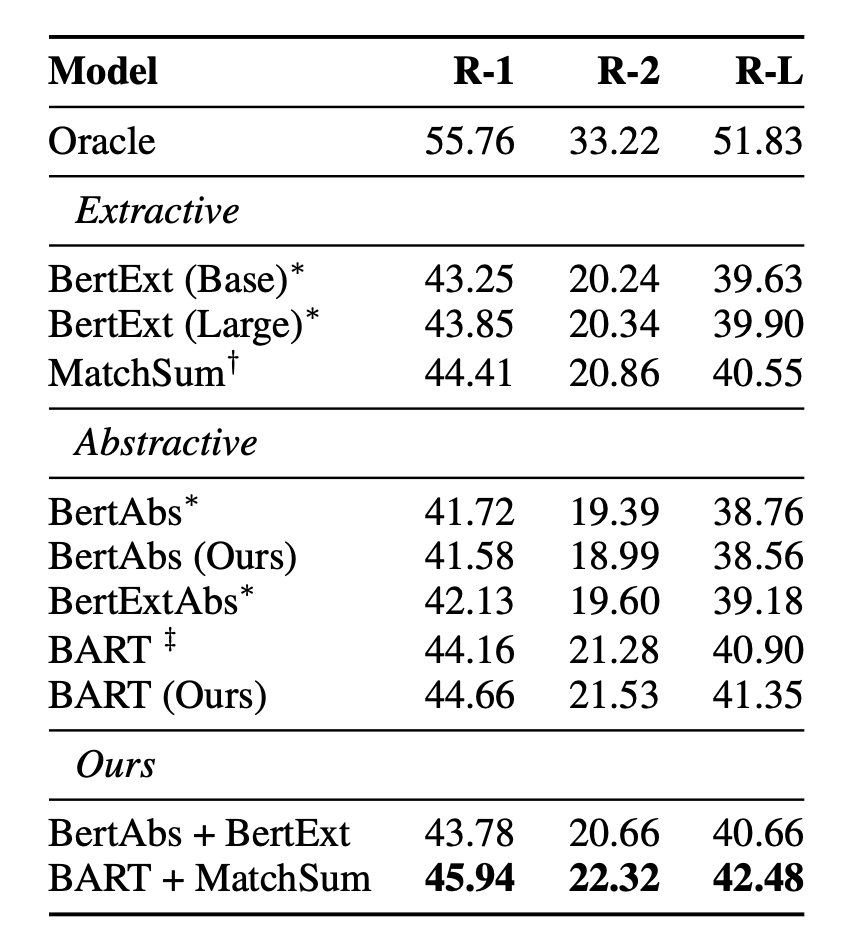 Model R-1 R-2 R-L
Oracle 55.76 33.22 51.83
Extractive
BertExt (Base)* 43.25 20.24 39.63
BertExt (Large)* 43.85 20.34 39.90
MatchSum† 44.41 20.86 40.55
Abstractive
BertAbs* 41.72 19.39 38.76
BertAbs (Ours) 41.58 18.99 38.56
BertExtAbs* 42.13 19.60 39.18
BART ‡ 44.16 21.28 40.90
BART (Ours) 44.66 21.53 41.35
Ours
BertAbs + BertExt 43.78 20.66 40.66
BART + MatchSum 45.94 22.32 42.48